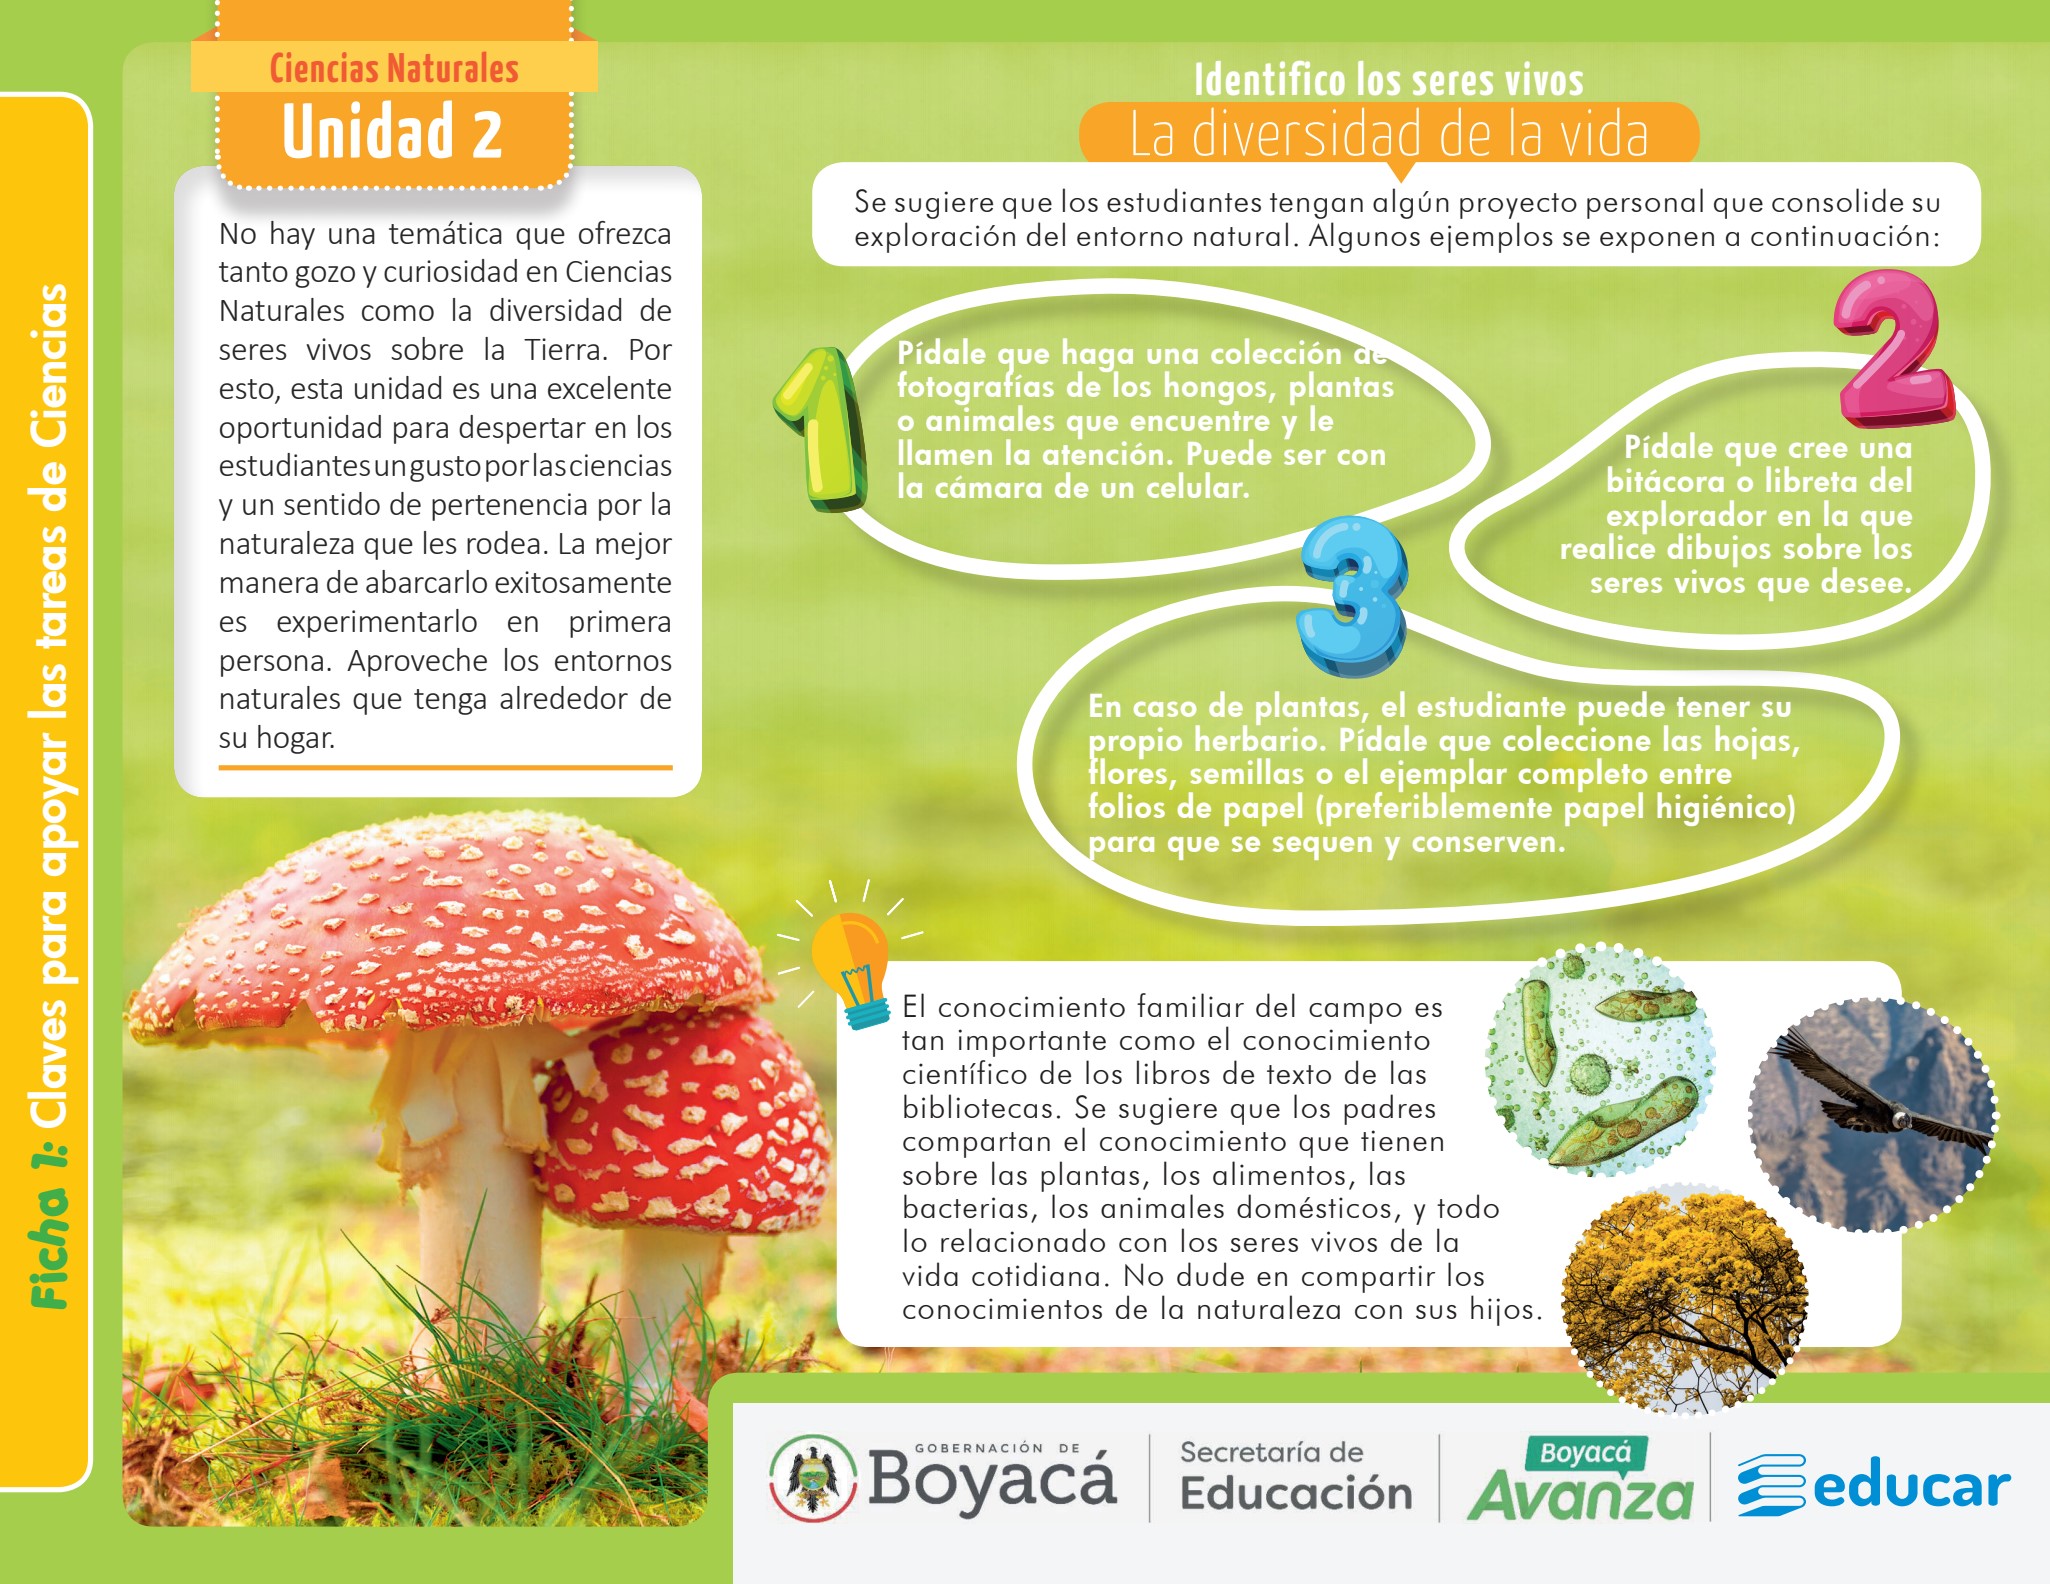 Ficha 1: Claves para apoyar las tareas de Ciencias
Ciencias Naturales
Unidad 2
No hay una temática que ofrezca
tanto gozo y curiosidad en Ciencias
Naturales como la diversidad de
seres vivos sobre la Tierra. Por
esto, esta unidad es una excelente
oportunidad para despertar en los
estudiantes un gusto por las ciencias
y un sentido de pertenencia por la
naturaleza que les rodea. La mejor
manera de abarcarlo exitosamente
es experimentarlo en primera
persona. Aproveche los entornos
naturales que tenga alrededor de
su hogar.
Identifico los seres vivos
La diversidad de la vida
Se sugiere que los estudiantes tengan algún proyecto personal que consolide su
exploración del entorno natural. Algunos ejemplos se exponen a continuación:
1
Pídale que haga una colección de
fotografías de los hongos, plantas
o animales que encuentre y le
llamen la atención. Puede ser con
la cámara de un celular.
2
Pídale que cree una
bitácora o libreta del
explorador en la que
realice dibujos sobre los
seres vivos que desee.
3
En caso de plantas, el estudiante puede tener su
propio herbario. Pídale que coleccione las hojas,
flores, semillas o el ejemplar completo entre
folios de papel (preferiblemente papel higiénico)
para que se sequen y conserven.
El conocimiento familiar del campo es
tan importante como el conocimiento
científico de los libros de texto de las
bibliotecas. Se sugiere que los padres
compartan el conocimiento que tienen
sobre las plantas, los alimentos, las
bacterias, los animales domésticos, y todo
lo relacionado con los seres vivos de la
vida cotidiana. No dude en compartir los
conocimientos de la naturaleza con sus hijos.
GOBERNACIÓN DE
Boyacá
Secretaría de
Educación
Boyacá
Avanza
educar